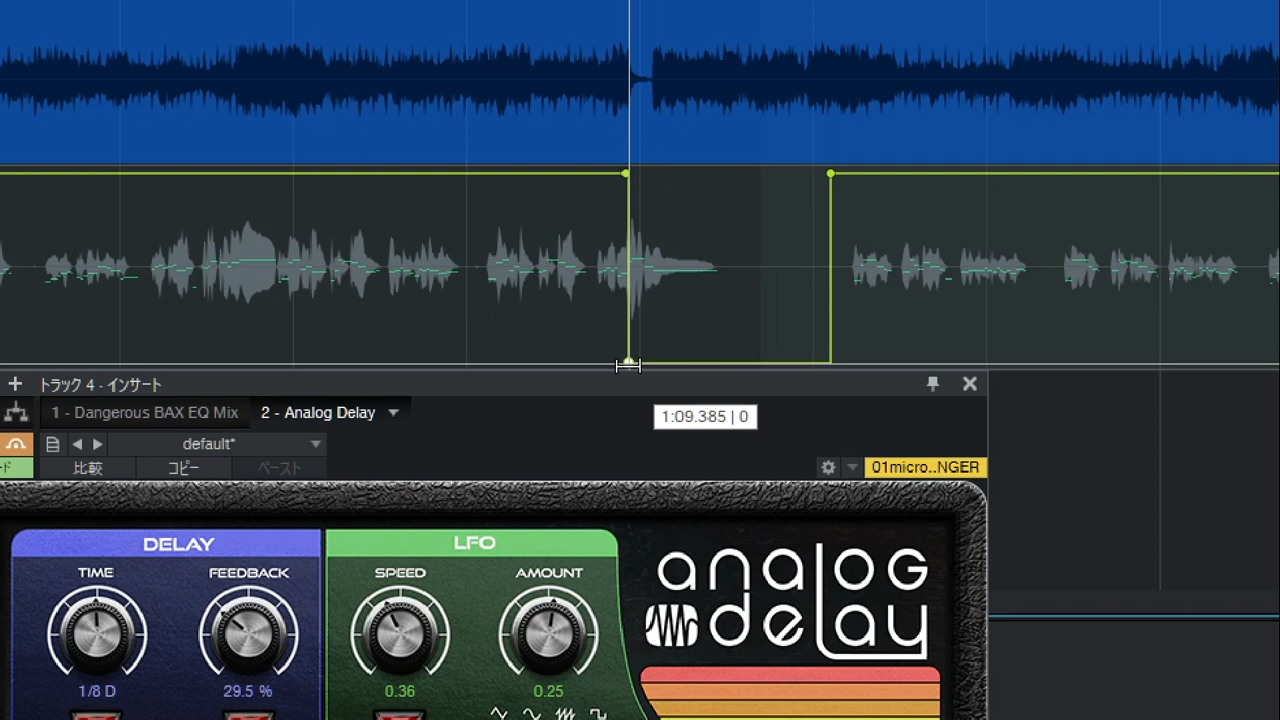 トラック 4 - インサート
1 - Dangerous BAX EQ Mix
2 - Analog Delay
1:09.385 | 0
default*
ド
比較
コピー
ペースト
01micro..NGER
DELAY
LFO
TIME
FEEDBACK
SPEED
AMOUNT
analog
delay
1/8 D
29.5 %
0.36
0.25